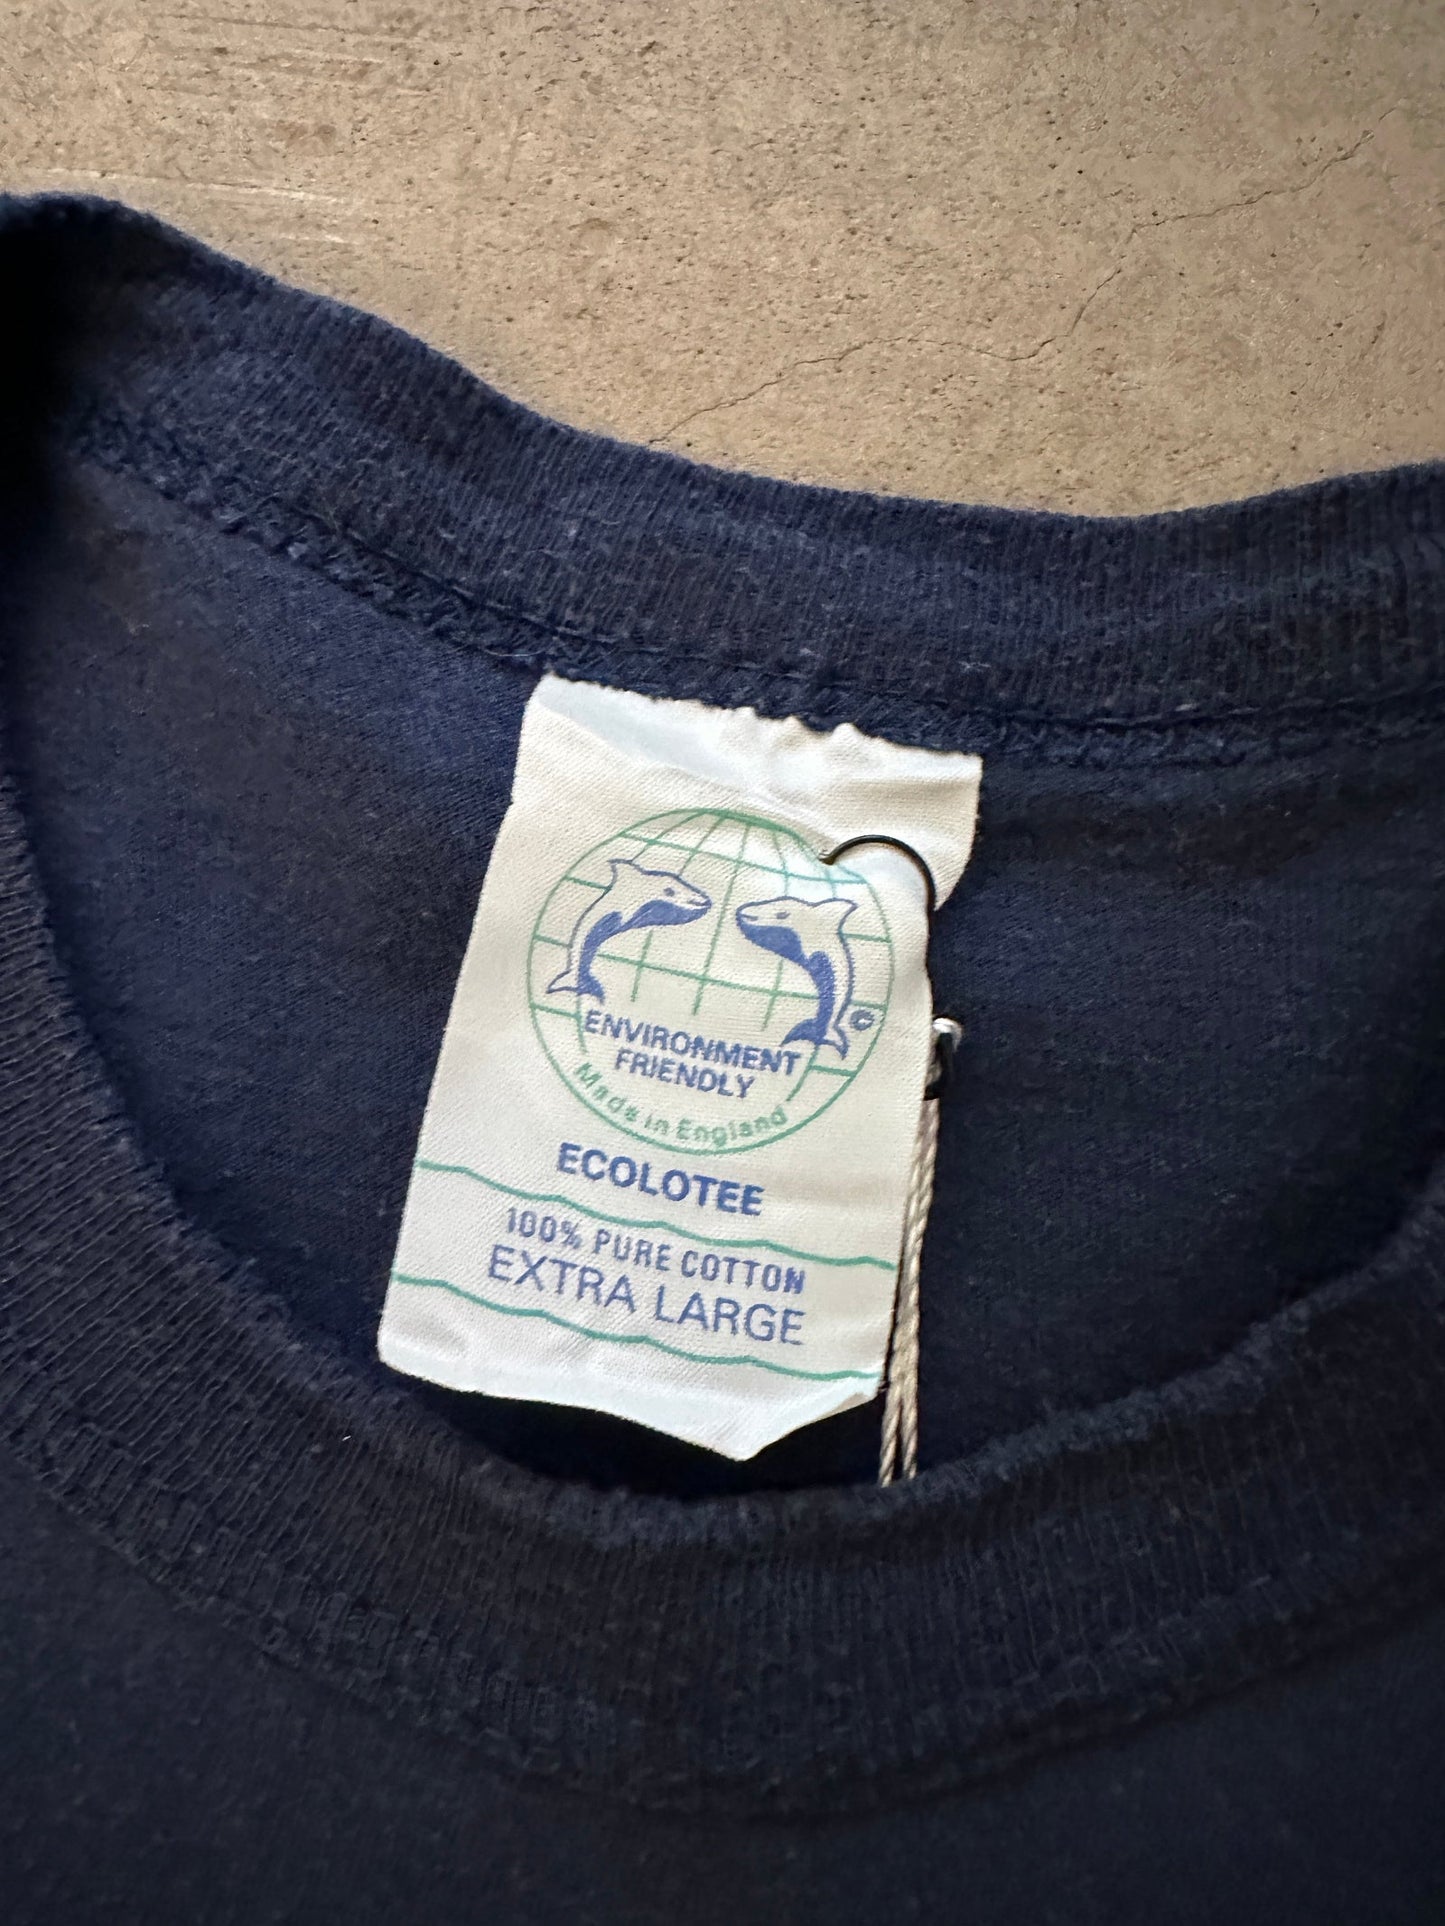 ©
ENVIRONMENT
FRIENDLY
Made in England
ECOLOTEE
100% PURE COTTON
EXTRA LARGE